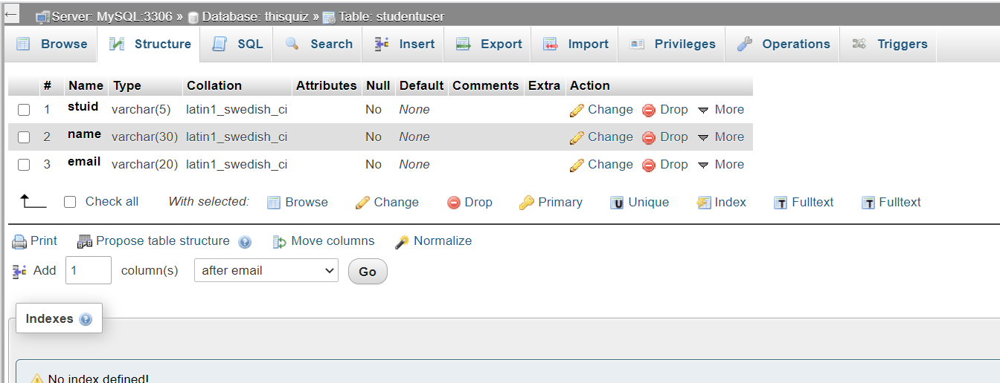 Server: MySQL:3306 » Database: thisquiz » Table: studentuser
Browse Structure SQL Search Insert Export Import Privileges Operations Triggers
# Name Type Collation Attributes Null Default Comments Extra Action
1 stuid varchar(5) latin1_swedish_ci No None Change Drop More
2 name varchar(30) latin1_swedish_ci No None Change Drop More
3 email varchar(20) latin1_swedish_ci No None Change Drop More
Check all With selected: Browse Change Drop Primary Unique Index Fulltext Fulltext
Print Propose table structure Move columns Normalize
Add 1 column(s) after email Go
Indexes
No index defined!